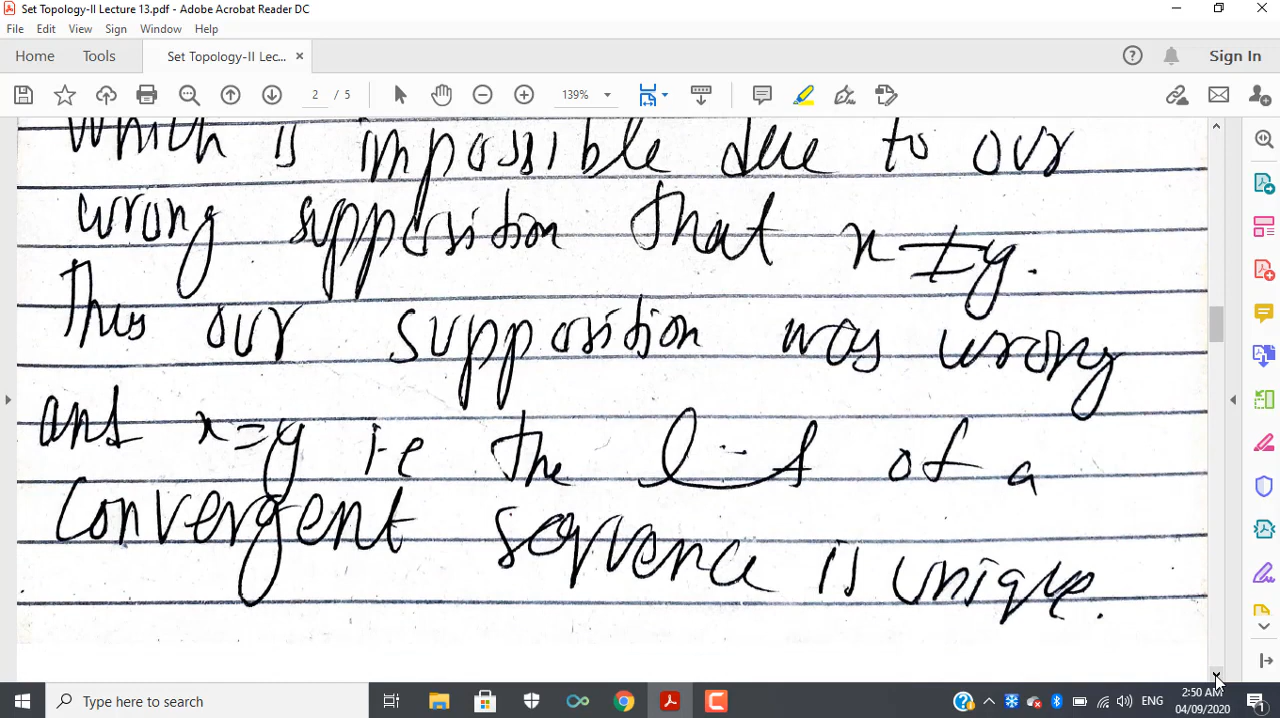 Set Topology-II Lecture 13.pdf - Adobe Acrobat Reader DC
File Edit View Sign Window Help
Home Tools Set Topology-II Lec... × Sign In
2 / 5 139%
which is impossible due to our
wrong supposition that x ≠ y.
Thus our supposition was wrong
and x=y i.e the limit of a
convergent sequence is unique.
Type here to search
ENG 2:50 AM
04/09/2020 1